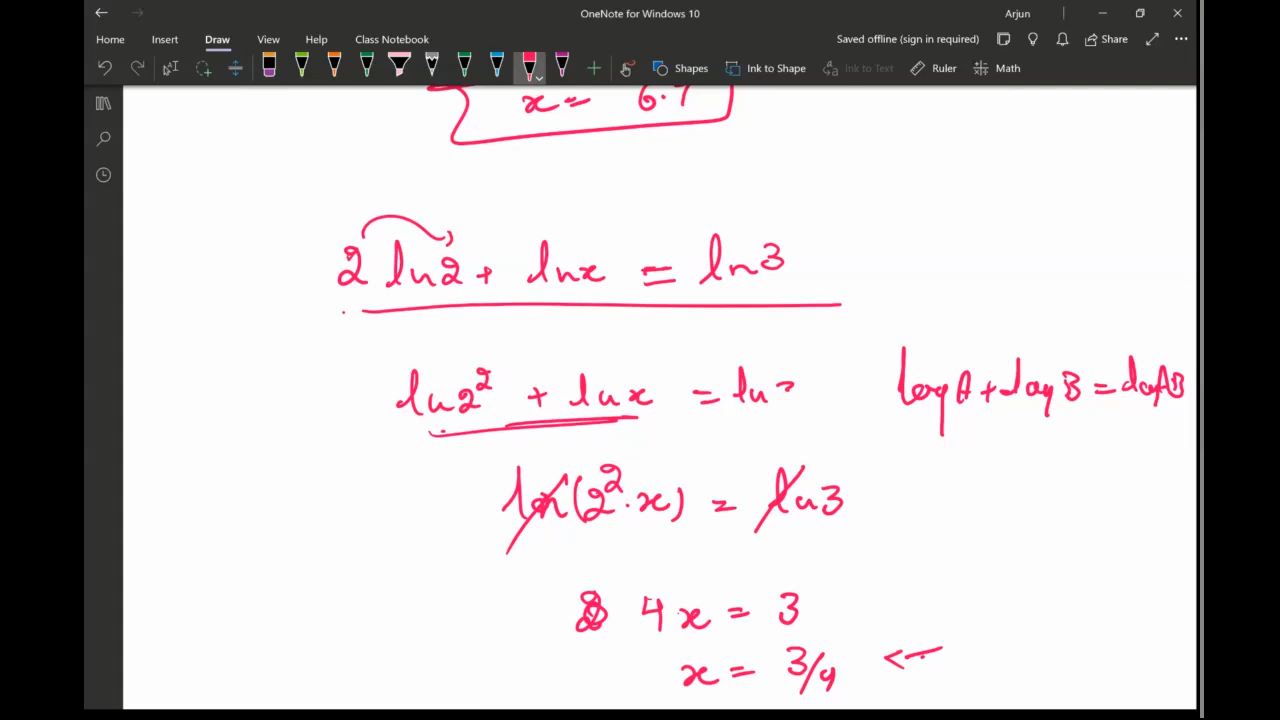 OneNote for Windows 10
Arjun
Home Insert Draw View Help Class Notebook
Saved offline (sign in required) Share
Shapes Ink to Shape Ink to Text Ruler Math
x = 6.7
2 ln2 + lnx = ln3
ln2² + lnx = ln
logA + logB = logAB
ln(2²·x) = ln3
4x = 3
x = 3/4